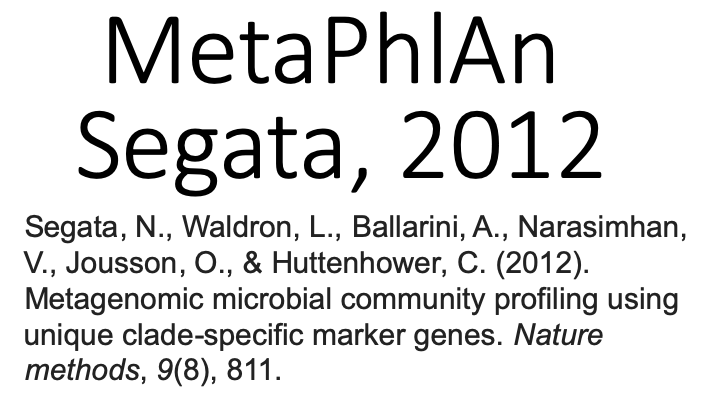 MetaPhlAn
Segata, 2012
Segata, N., Waldron, L., Ballarini, A., Narasimhan,
V., Jousson, O., & Huttenhower, C. (2012).
Metagenomic microbial community profiling using
unique clade-specific marker genes. Nature
methods, 9(8), 811.